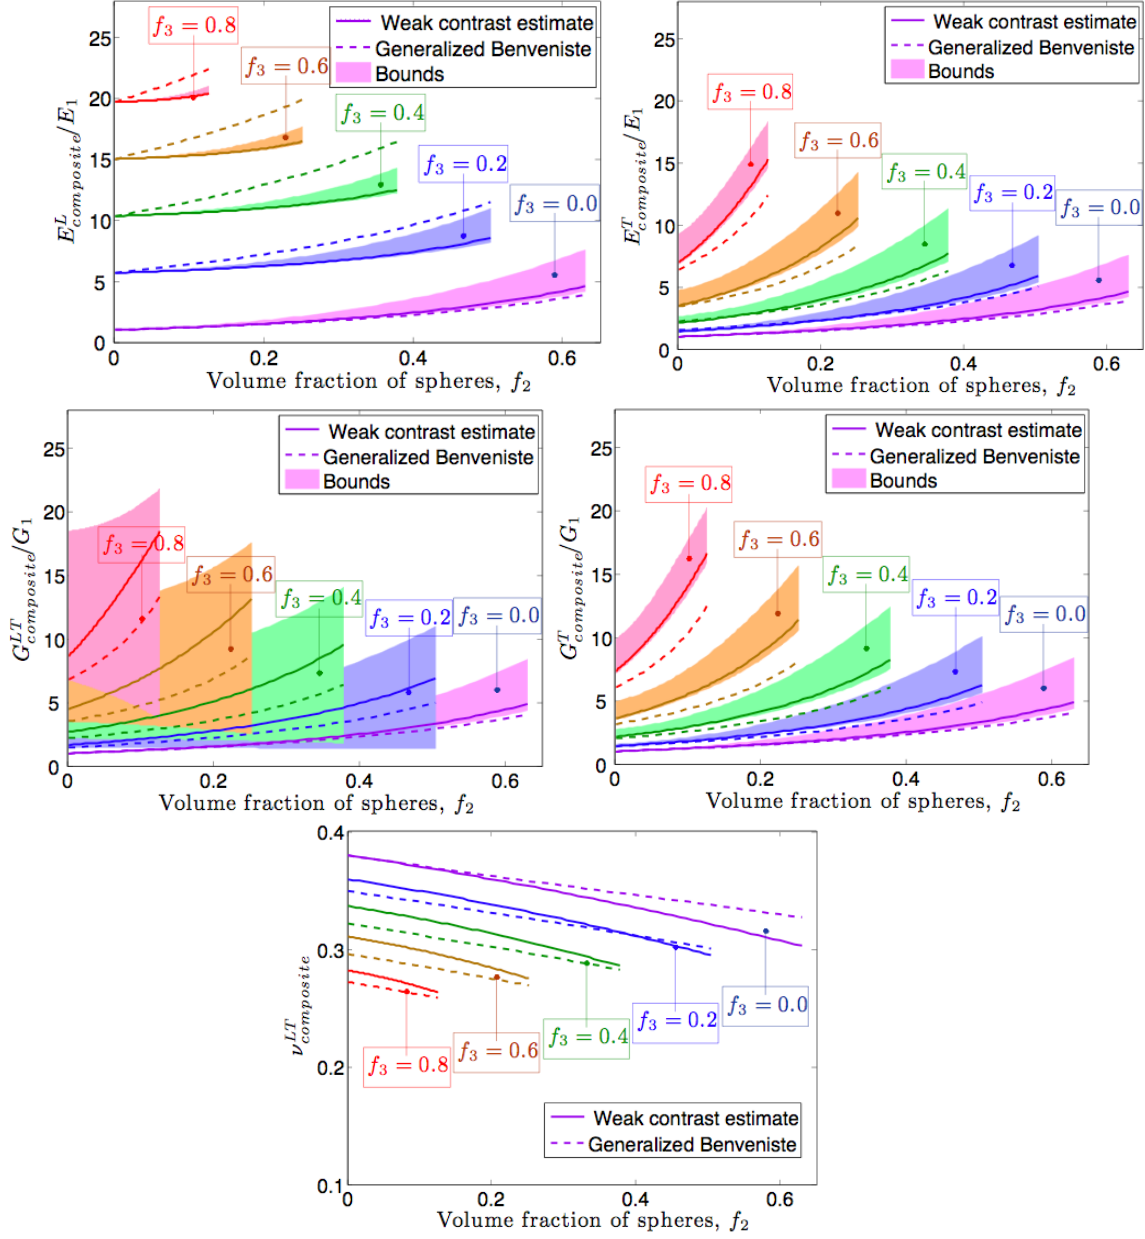 Weak contrast estimate
Generalized Benveniste
Bounds
f₃ = 0.8
f₃ = 0.6
f₃ = 0.4
f₃ = 0.2
f₃ = 0.0
E^L_composite/E₁
25
20
15
10
5
0
0 0.2 0.4 0.6
Volume fraction of spheres, f₂
Weak contrast estimate
Generalized Benveniste
Bounds
f₃ = 0.8
f₃ = 0.6
f₃ = 0.4
f₃ = 0.2
f₃ = 0.0
E^T_composite/E₁
25
20
15
10
5
0
0 0.2 0.4 0.6
Volume fraction of spheres, f₂
Weak contrast estimate
Generalized Benveniste
Bounds
f₃ = 0.8
f₃ = 0.6
f₃ = 0.4
f₃ = 0.2
f₃ = 0.0
G^LT_composite/G₁
25
20
15
10
5
0
0 0.2 0.4 0.6
Volume fraction of spheres, f₂
Weak contrast estimate
Generalized Benveniste
Bounds
f₃ = 0.8
f₃ = 0.6
f₃ = 0.4
f₃ = 0.2
f₃ = 0.0
G^T_composite/G₁
25
20
15
10
5
0
0 0.2 0.4 0.6
Volume fraction of spheres, f₂
0.4
0.3
0.2
0.1
ν^LT_composite
f₃ = 0.0
f₃ = 0.2
f₃ = 0.4
f₃ = 0.6
f₃ = 0.8
Weak contrast estimate
Generalized Benveniste
0 0.2 0.4 0.6
Volume fraction of spheres, f₂